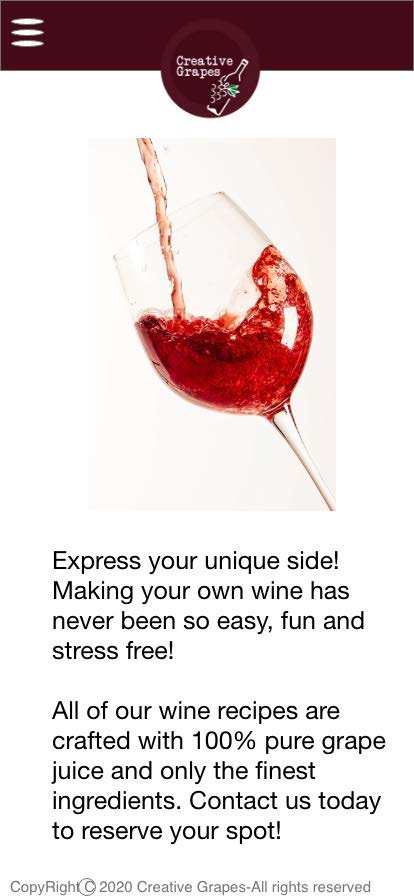 Creative
Grapes
Express your unique side!
Making your own wine has
never been so easy, fun and
stress free!
All of our wine recipes are
crafted with 100% pure grape
juice and only the finest
ingredients. Contact us today
to reserve your spot!
CopyRight© 2020 Creative Grapes-All rights reserved